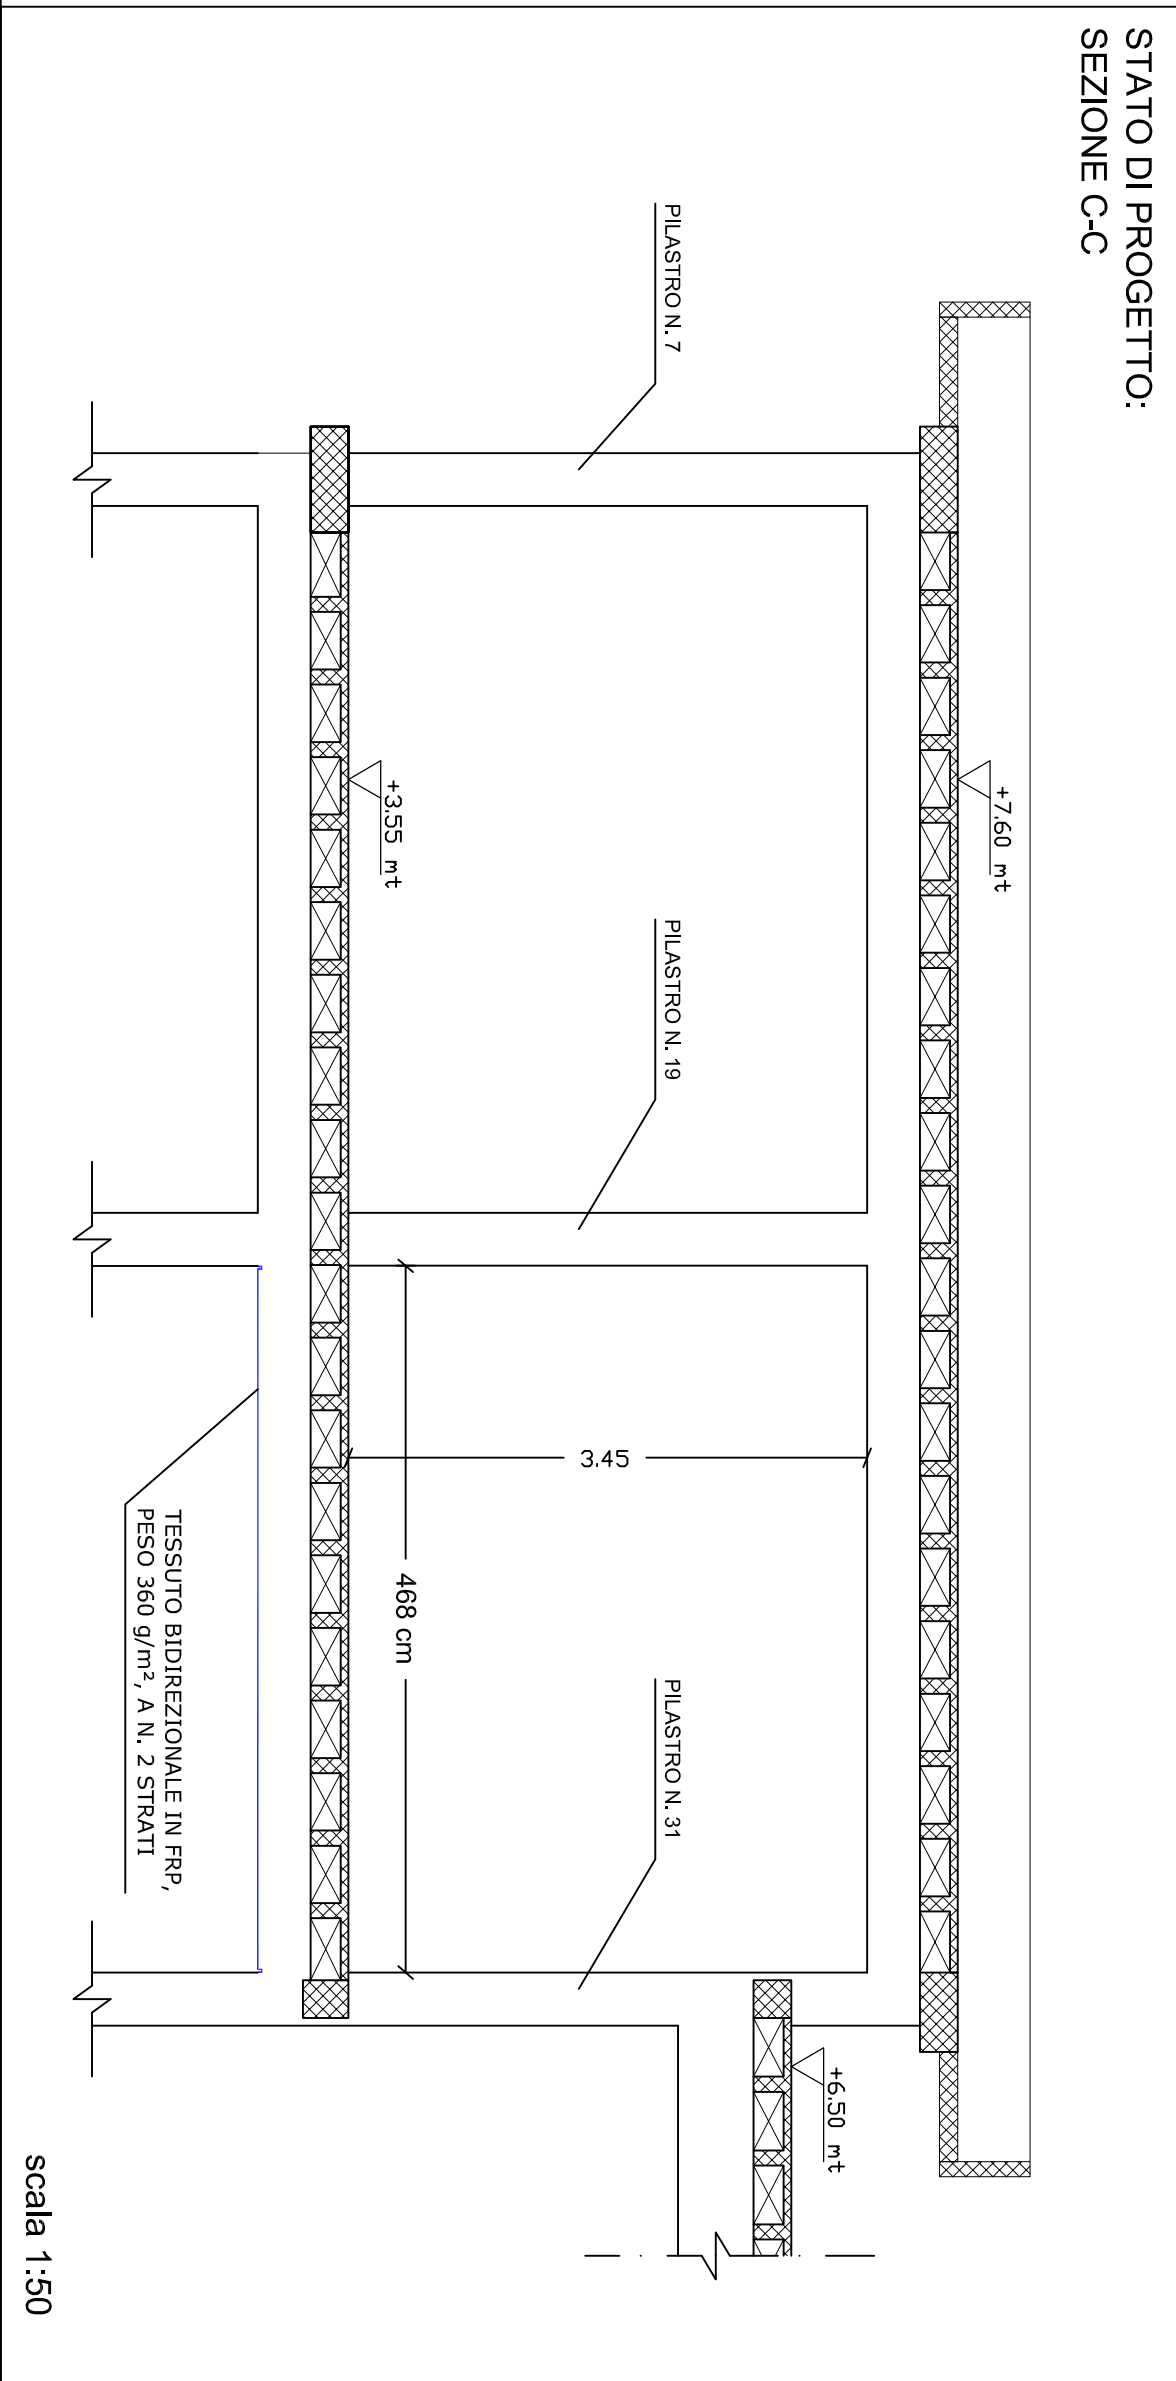 STATO DI PROGETTO:
SEZIONE C-C
+7.60 mt
+6.50 mt
PILASTRO N. 7
PILASTRO N. 19
PILASTRO N. 31
3.45
468 cm
+3.55 mt
TESSUTO BIDIREZIONALE IN FRP,
PESO 360 g/m², A N. 2 STRATI
scala 1:50